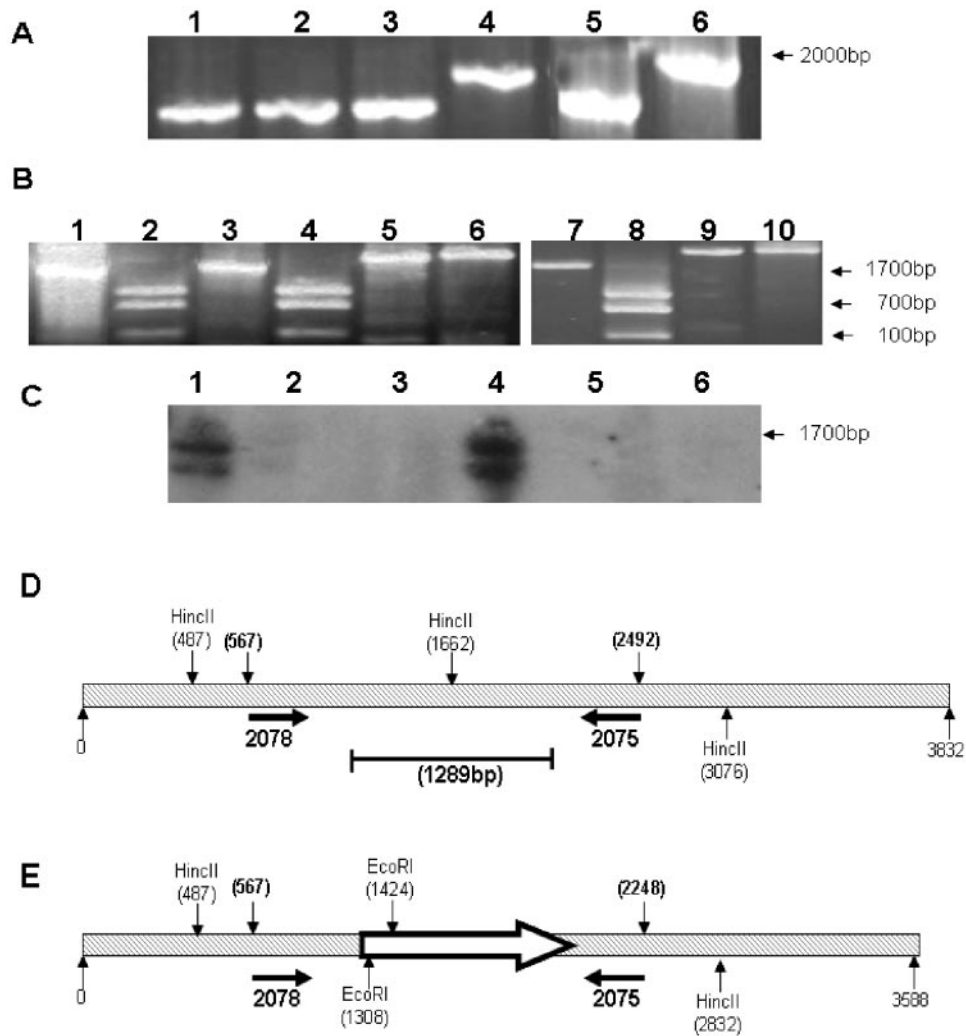 A
1 2 3 4 5 6
2000bp
B
1 2 3 4 5 6 7 8 9 10
1700bp
700bp
100bp
C
1 2 3 4 5 6
1700bp
D
HincII
(487)
(567)
HincII
(1662)
(2492)
2078
2075
0
HincII
(3076)
3832
(1289bp)
E
HincII
(487)
(567)
EcoRI
(1424)
(2248)
2078
2075
0
EcoRI
(1308)
HincII
(2832)
3588